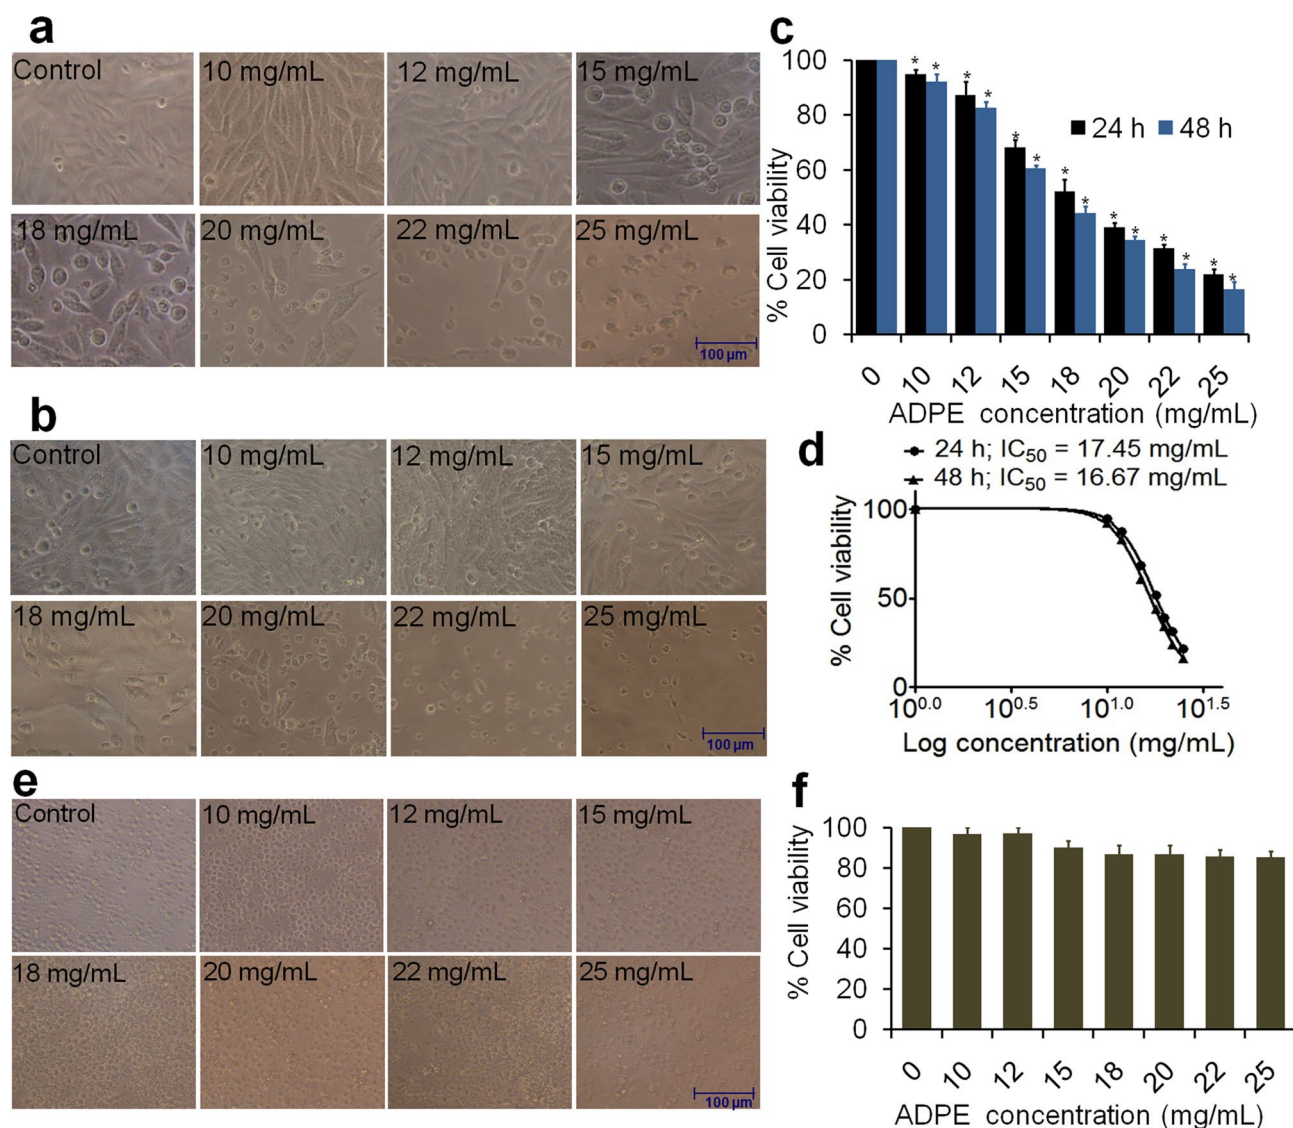 a
Control
10 mg/mL
12 mg/mL
15 mg/mL
18 mg/mL
20 mg/mL
22 mg/mL
25 mg/mL
100 µm
b
Control
10 mg/mL
12 mg/mL
15 mg/mL
18 mg/mL
20 mg/mL
22 mg/mL
25 mg/mL
100 µm
c
% Cell viability
100
80
60
40
20
0
24 h
48 h
* * * * * * * * * * * * * *
0 10 12 15 18 20 22 25
ADPE concentration (mg/mL)
d
24 h; IC50 = 17.45 mg/mL
48 h; IC50 = 16.67 mg/mL
% Cell viability
100
50
0
10^0.0 10^0.5 10^1.0 10^1.5
Log concentration (mg/mL)
e
Control
10 mg/mL
12 mg/mL
15 mg/mL
18 mg/mL
20 mg/mL
22 mg/mL
25 mg/mL
100 µm
f
% Cell viability
100
80
60
40
20
0
0 10 12 15 18 20 22 25
ADPE concentration (mg/mL)